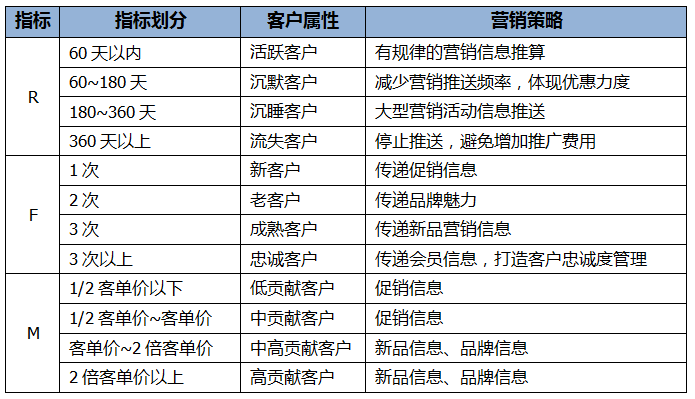 指标 指标划分 客户属性 营销策略
R
60天以内 活跃客户 有规律的营销信息推算
60~180天 沉默客户 减少营销推送频率，体现优惠力度
180~360天 沉睡客户 大型营销活动信息推送
360天以上 流失客户 停止推送，避免增加推广费用
F
1次 新客户 传递促销信息
2次 老客户 传递品牌魅力
3次 成熟客户 传递新品营销信息
3次以上 忠诚客户 传递会员信息，打造客户忠诚度管理
M
1/2客单价以下 低贡献客户 促销信息
1/2客单价~客单价 中贡献客户 促销信息
客单价~2倍客单价 中高贡献客户 新品信息、品牌信息
2倍客单价以上 高贡献客户 新品信息、品牌信息